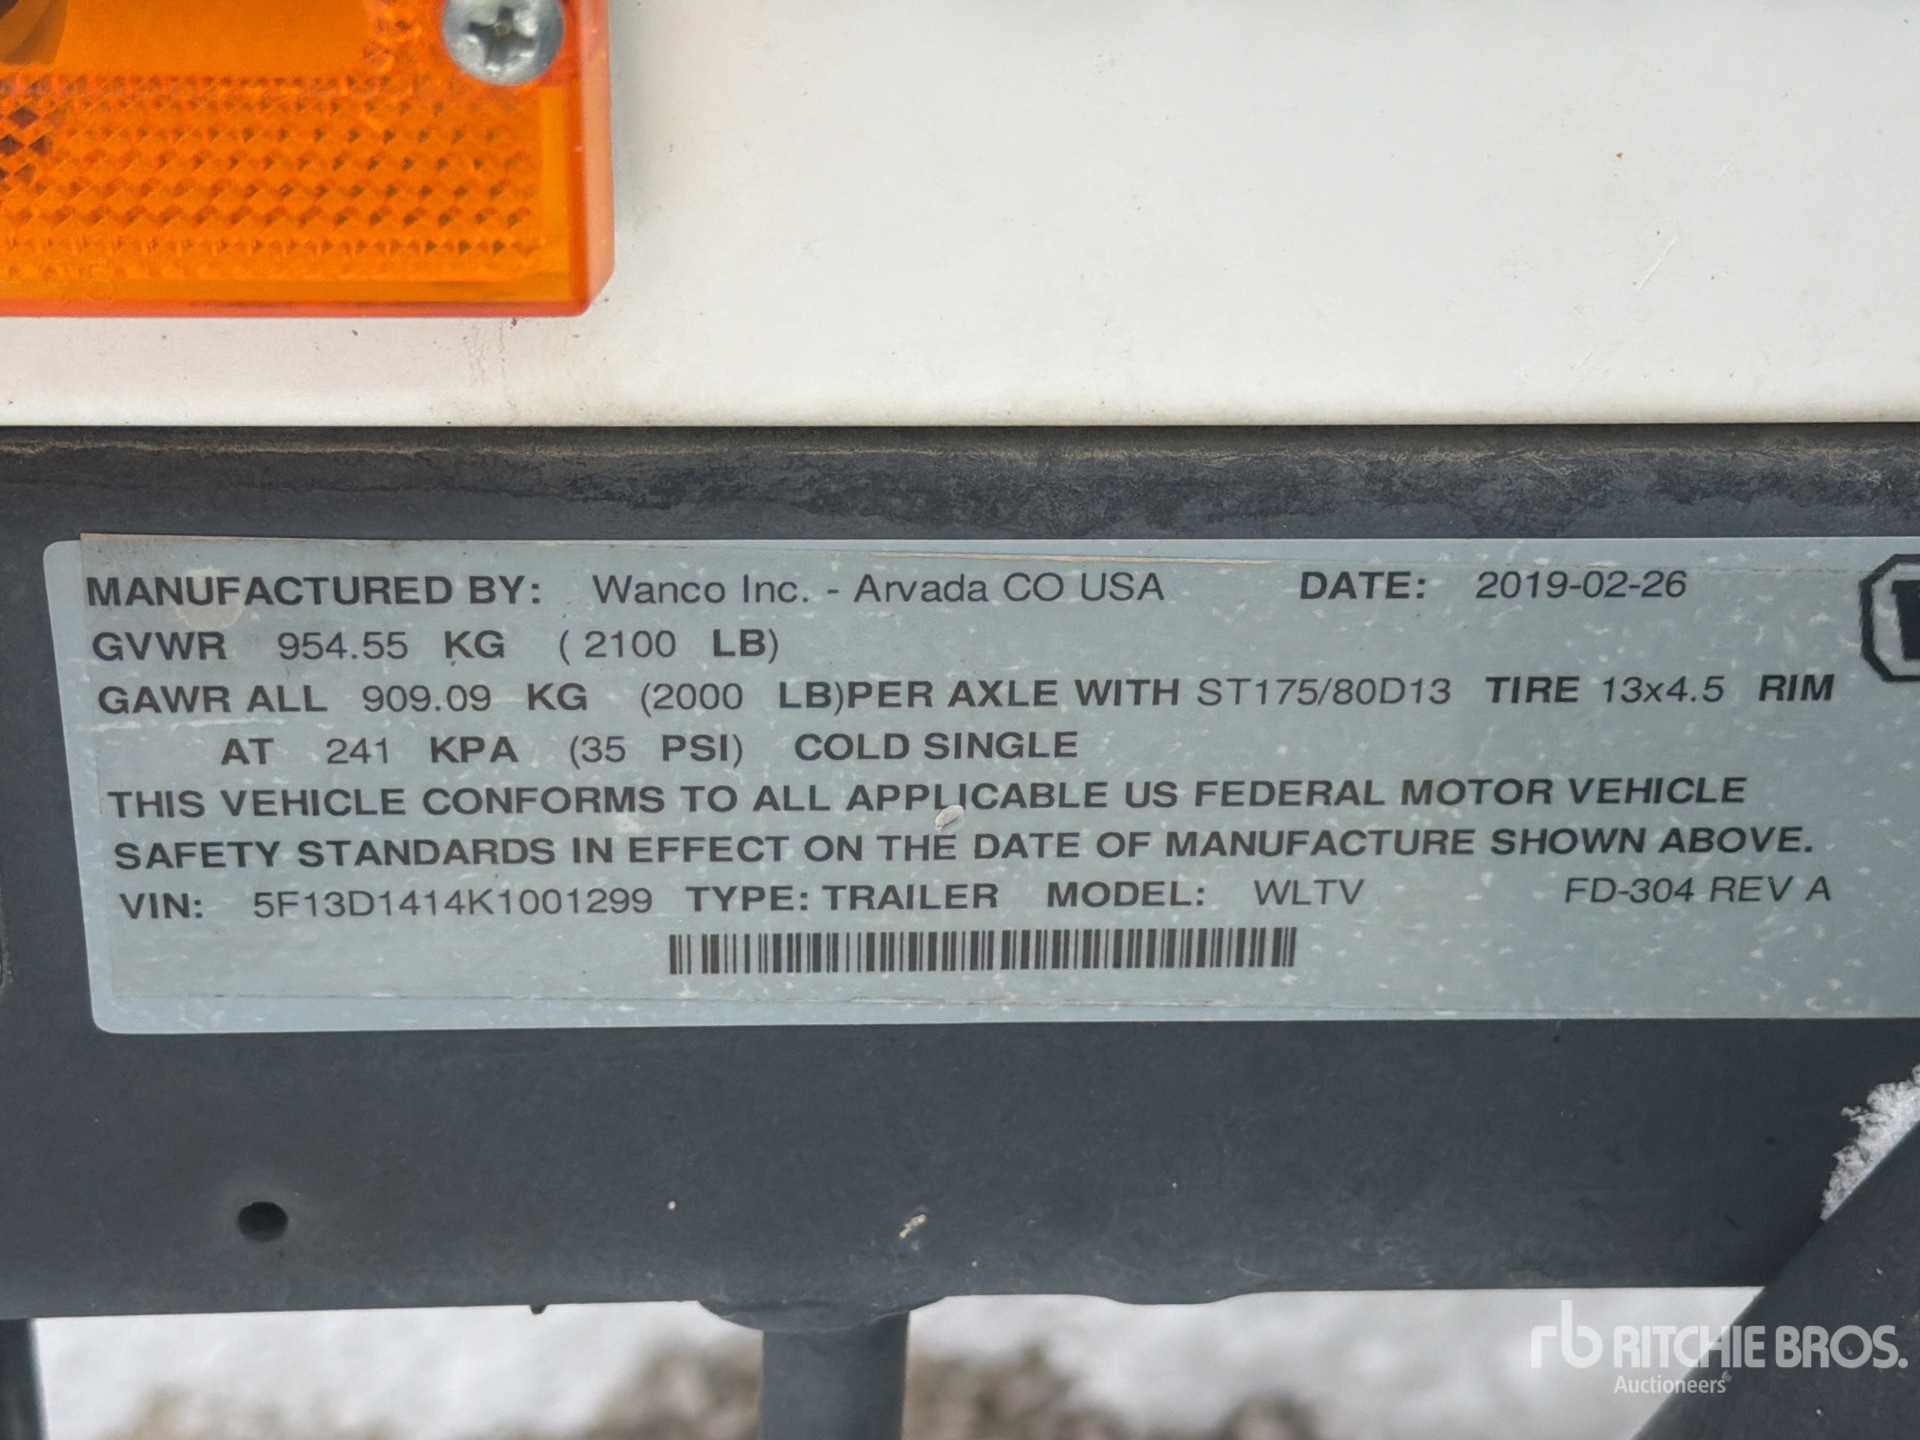 MANUFACTURED BY: Wanco Inc. - Arvada CO USA DATE: 2019-02-26
GVWR 954.55 KG ( 2100 LB)
GAWR ALL 909.09 KG (2000 LB)PER AXLE WITH ST175/80D13 TIRE 13x4.5 RIM
AT 241 KPA (35 PSI) COLD SINGLE
THIS VEHICLE CONFORMS TO ALL APPLICABLE US FEDERAL MOTOR VEHICLE
SAFETY STANDARDS IN EFFECT ON THE DATE OF MANUFACTURE SHOWN ABOVE.
VIN: 5F13D1414K1001299 TYPE: TRAILER MODEL: WLTV FD-304 REV A
rb RITCHIE BROS.
Auctioneers